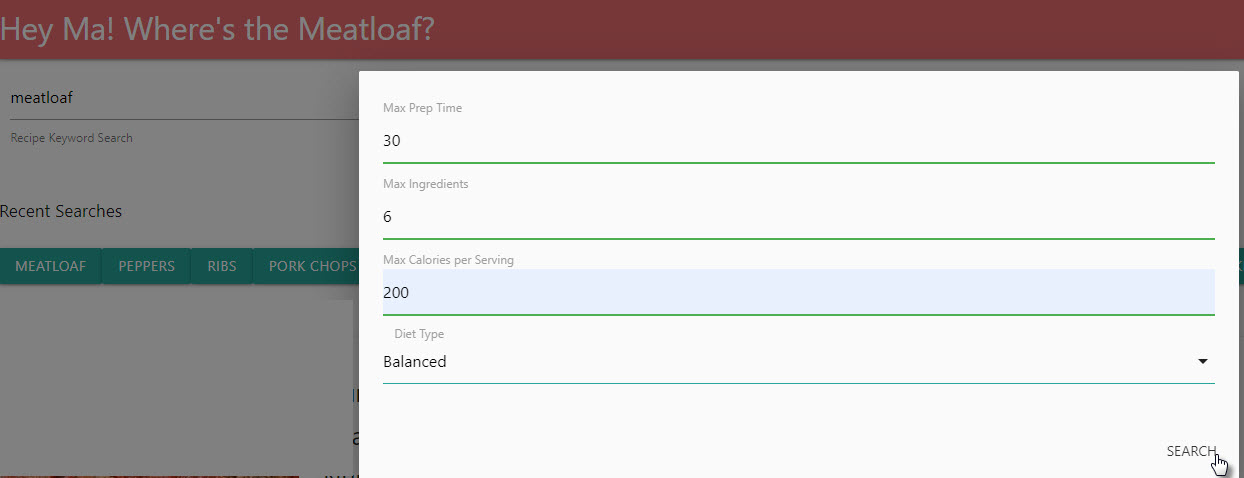 Hey Ma! Where's the Meatloaf?
meatloaf
Recipe Keyword Search
Recent Searches
MEATLOAF PEPPERS RIBS PORK CHOPS
Max Prep Time
30
Max Ingredients
6
Max Calories per Serving
200
Diet Type
Balanced
SEARCH